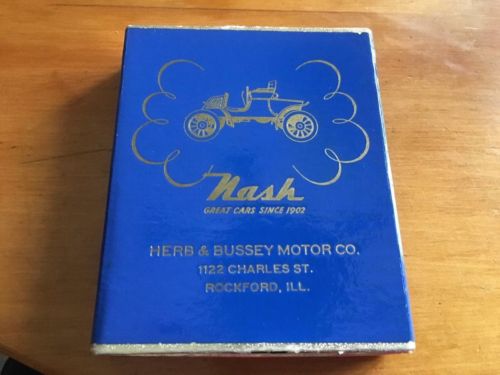 Nash
GREAT CARS SINCE 1902
HERB & BUSSEY MOTOR CO.
1122 CHARLES ST.
ROCKFORD, ILL.